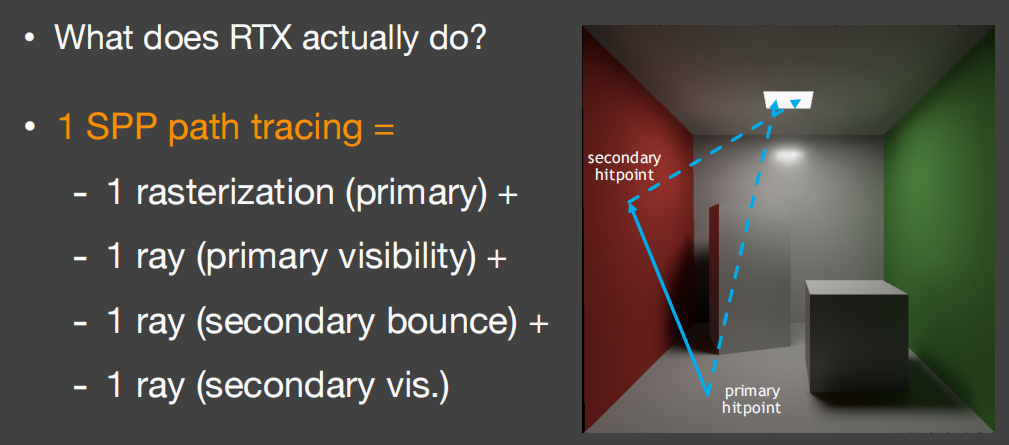 • What does RTX actually do?
• 1 SPP path tracing =
- 1 rasterization (primary) +
- 1 ray (primary visibility) +
- 1 ray (secondary bounce) +
- 1 ray (secondary vis.)
secondary
hitpoint
primary
hitpoint